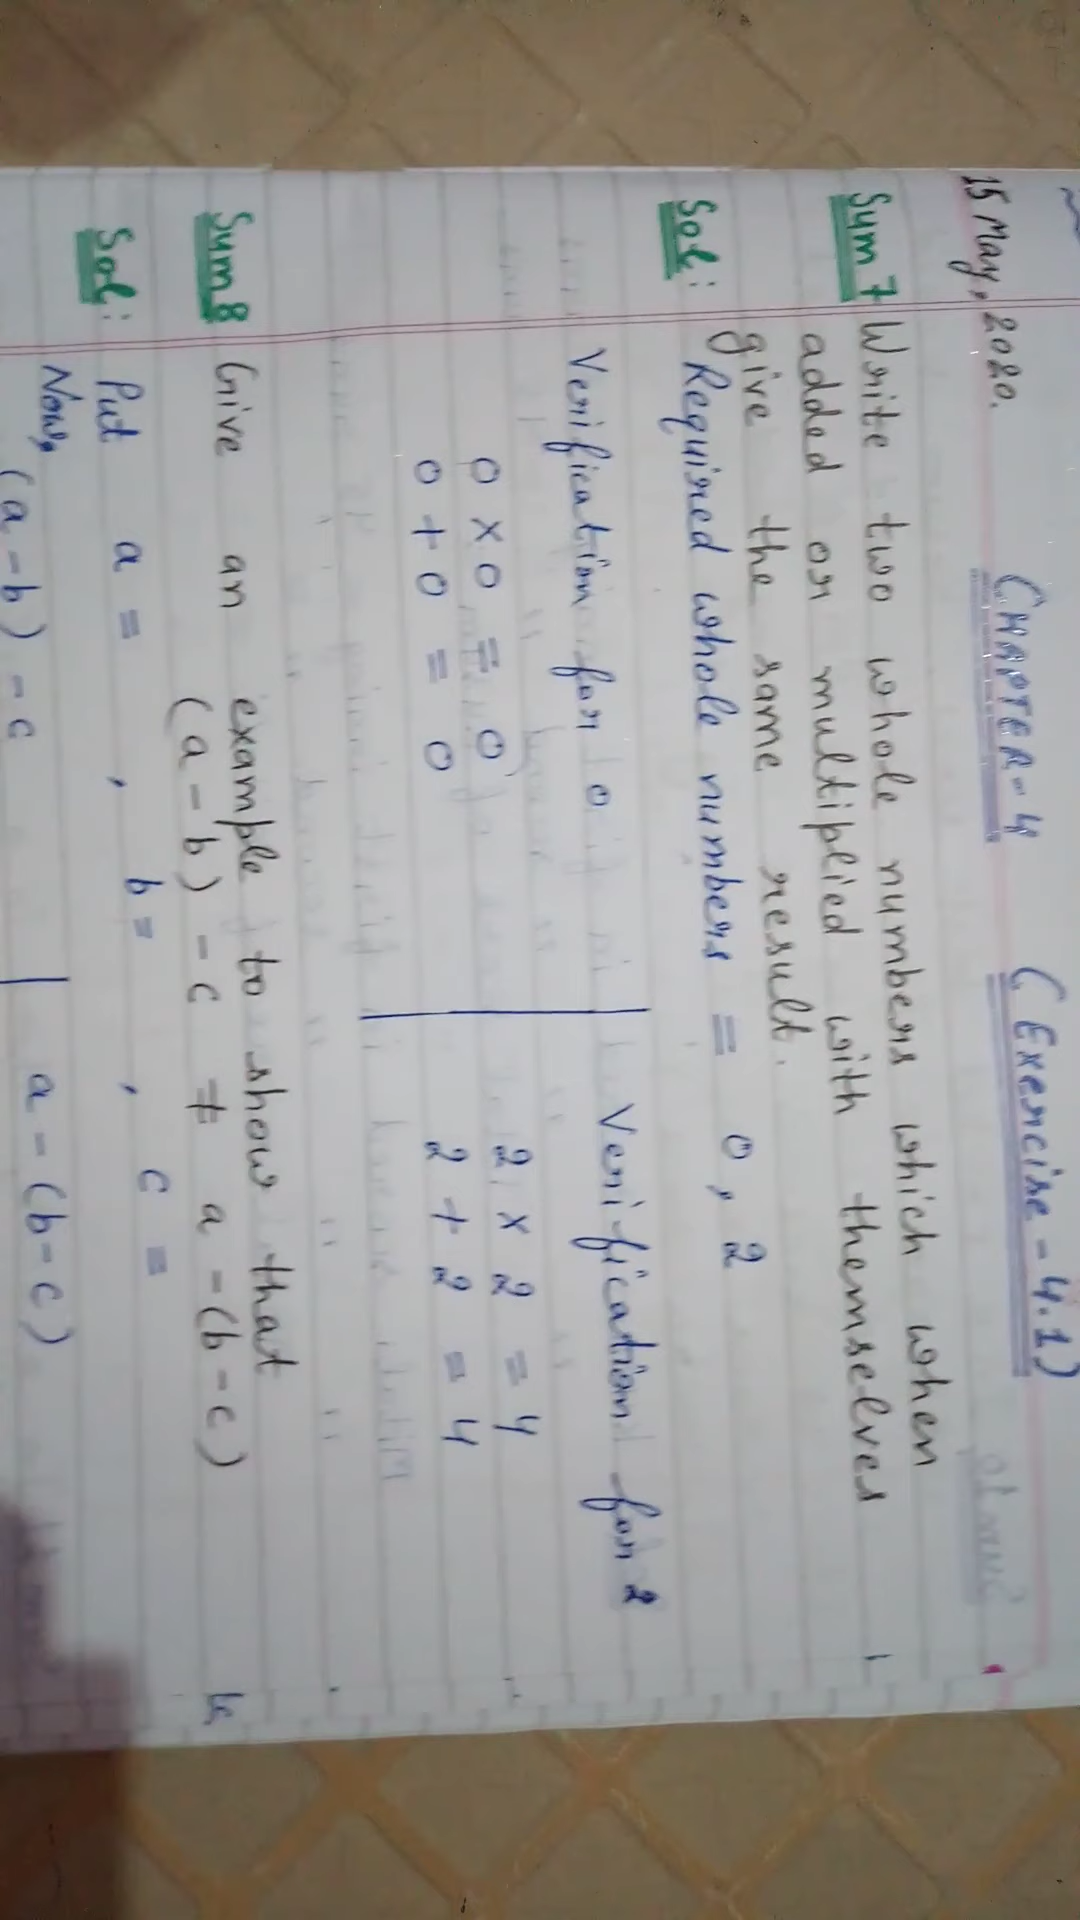 15 May, 2020.
CHAPTER-4 (Exercise-4.1)
Sum 7 Write two whole numbers which when
added or multiplied with themselves
give the same result.
Sol: Required whole numbers = 0, 2
Verification for 0 Verification for 2
0 × 0 = 0 2 × 2 = 4
0 + 0 = 0 2 + 2 = 4
Sum 8 Give an example to show that
(a - b) - c ≠ a - (b - c)
Sol: Put a = , b = , c =
Now, (a - b) - c a - (b - c)